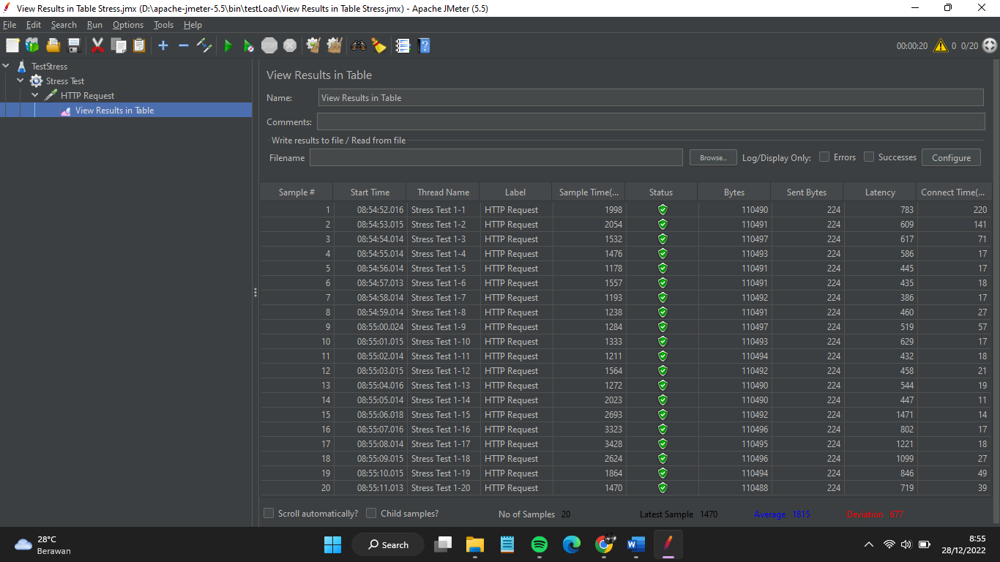 View Results in Table Stress.jmx (D:\apache-jmeter-5.5\bin\testLoad\View Results in Table Stress.jmx) - Apache JMeter (5.5)
File Edit Search Run Options Tools Help
STOP 00:00:20 0 0/20
TestStress
Stress Test
HTTP Request
View Results in Table
View Results in Table
Name: View Results in Table
Comments:
Write results to file / Read from file
Filename Browse... Log/Display Only: Errors Successes Configure
Sample # Start Time Thread Name Label Sample Time(... Status Bytes Sent Bytes Latency Connect Time(...
1 08:54:52.016 Stress Test 1-1 HTTP Request 1998 110490 224 783 220
2 08:54:53.015 Stress Test 1-2 HTTP Request 2054 110491 224 609 141
3 08:54:54.014 Stress Test 1-3 HTTP Request 1532 110497 224 617 71
4 08:54:55.014 Stress Test 1-4 HTTP Request 1476 110493 224 586 17
5 08:54:56.014 Stress Test 1-5 HTTP Request 1178 110491 224 445 17
6 08:54:57.013 Stress Test 1-6 HTTP Request 1557 110491 224 435 18
7 08:54:58.014 Stress Test 1-7 HTTP Request 1193 110492 224 386 17
8 08:54:59.014 Stress Test 1-8 HTTP Request 1238 110491 224 460 27
9 08:55:00.024 Stress Test 1-9 HTTP Request 1284 110497 224 519 57
10 08:55:01.015 Stress Test 1-10 HTTP Request 1333 110493 224 629 17
11 08:55:02.014 Stress Test 1-11 HTTP Request 1211 110494 224 432 18
12 08:55:03.015 Stress Test 1-12 HTTP Request 1564 110492 224 458 21
13 08:55:04.016 Stress Test 1-13 HTTP Request 1272 110490 224 544 19
14 08:55:05.014 Stress Test 1-14 HTTP Request 2023 110490 224 447 11
15 08:55:06.018 Stress Test 1-15 HTTP Request 2693 110492 224 1471 14
16 08:55:07.016 Stress Test 1-16 HTTP Request 3323 110496 224 802 17
17 08:55:08.014 Stress Test 1-17 HTTP Request 3428 110495 224 1221 18
18 08:55:09.015 Stress Test 1-18 HTTP Request 2624 110496 224 1099 27
19 08:55:10.015 Stress Test 1-19 HTTP Request 1864 110494 224 846 49
20 08:55:11.013 Stress Test 1-20 HTTP Request 1470 110488 224 719 39
Scroll automatically? Child samples? No of Samples 20 Latest Sample 1470 Average 1815 Deviation 677
28°C
Berawan
Search
8:55
28/12/2022